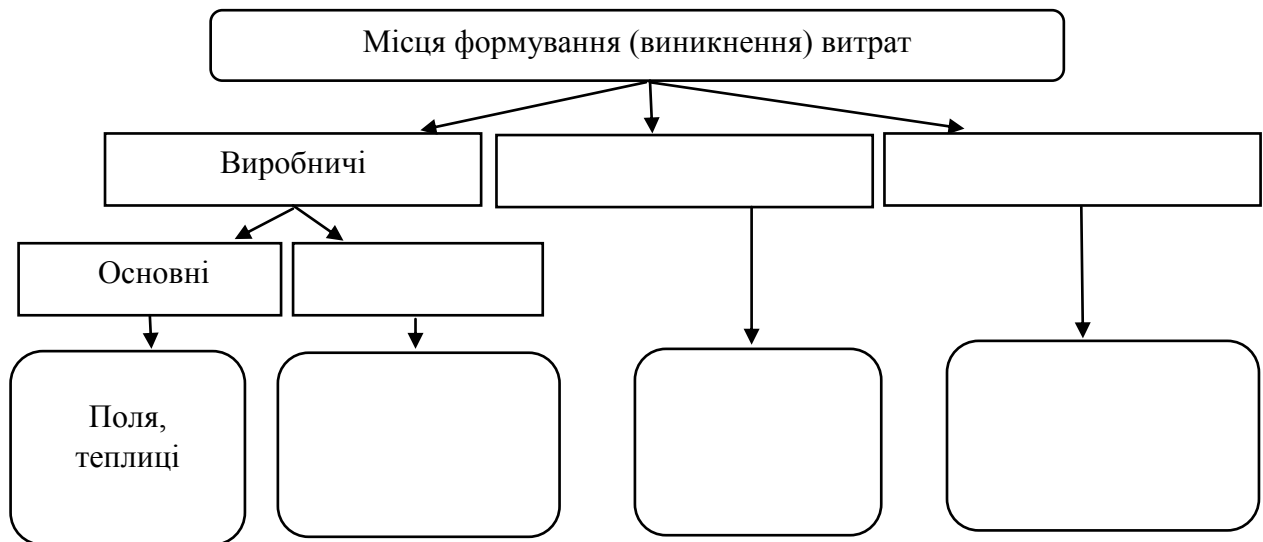 Місця формування (виникнення) витрат
Виробничі
Основні
Поля,
теплиці